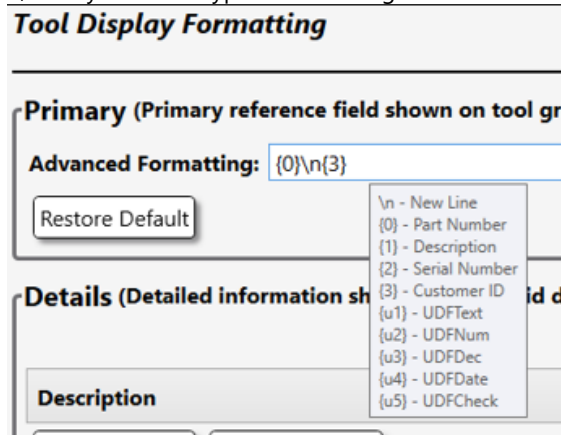 Tool Display Formatting
Primary (Primary reference field shown on tool gr
Advanced Formatting: {0}\n{3}
Restore Default
\n - New Line
{0} - Part Number
{1} - Description
{2} - Serial Number
{3} - Customer ID
{u1} - UDFText
{u2} - UDFNum
{u3} - UDFDec
{u4} - UDFDate
{u5} - UDFCheck
Details (Detailed information sh id d
Description